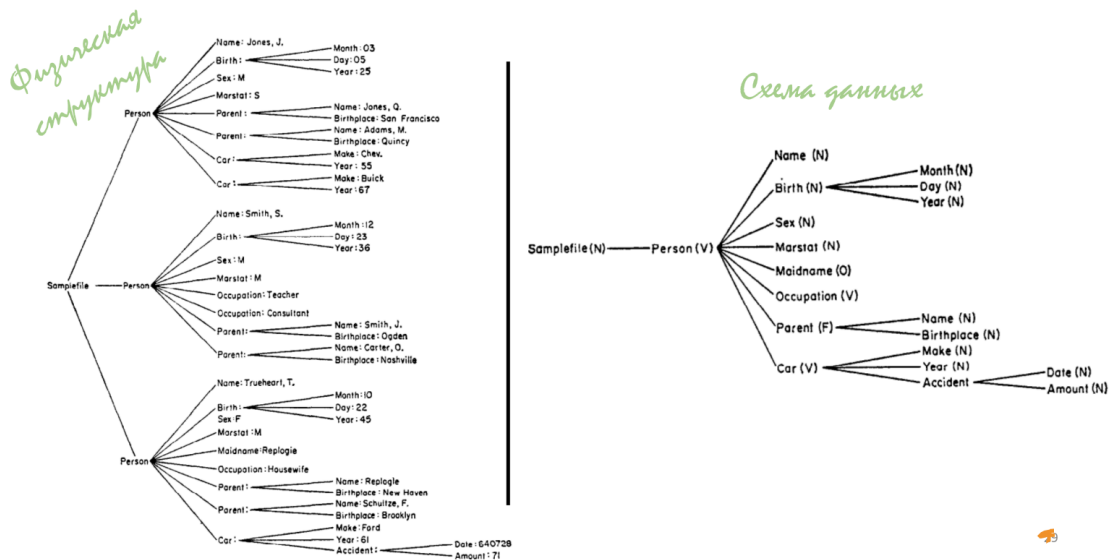 Физическая
структура
Name: Jones, J.
Birth:
Month: 03
Day: 05
Year: 25
Sex: M
Marstat: S
Person
Parent:
Name: Jones, Q.
Birthplace: San Francisco
Parent:
Name: Adams, M.
Birthplace: Quincy
Car:
Make: Chev.
Year: 55
Car:
Make: Buick
Year: 67
Name: Smith, S.
Birth:
Month: 12
Day: 23
Year: 36
Sex: M
Samplefile
Person
Marstat: M
Occupation: Teacher
Occupation: Consultant
Parent:
Name: Smith, J.
Birthplace: Ogden
Parent:
Name: Carter, O.
Birthplace: Nashville
Name: Trueheart, T.
Birth:
Month: 10
Day: 22
Year: 45
Sex: F
Marstat: M
Person
Maidname: Replogie
Occupation: Housewife
Parent:
Name: Replogle
Birthplace: New Haven
Parent:
Name: Schultze, F.
Birthplace: Brooklyn
Car:
Make: Ford
Year: 61
Accident:
Date: 640728
Amount: 71
Схема данных
Name (N)
Birth (N)
Month (N)
Day (N)
Year (N)
Sex (N)
Samplefile (N)
Person (V)
Marstat (N)
Maidname (O)
Occupation (V)
Parent (F)
Name (N)
Birthplace (N)
Car (V)
Make (N)
Year (N)
Accident
Date (N)
Amount (N)
9